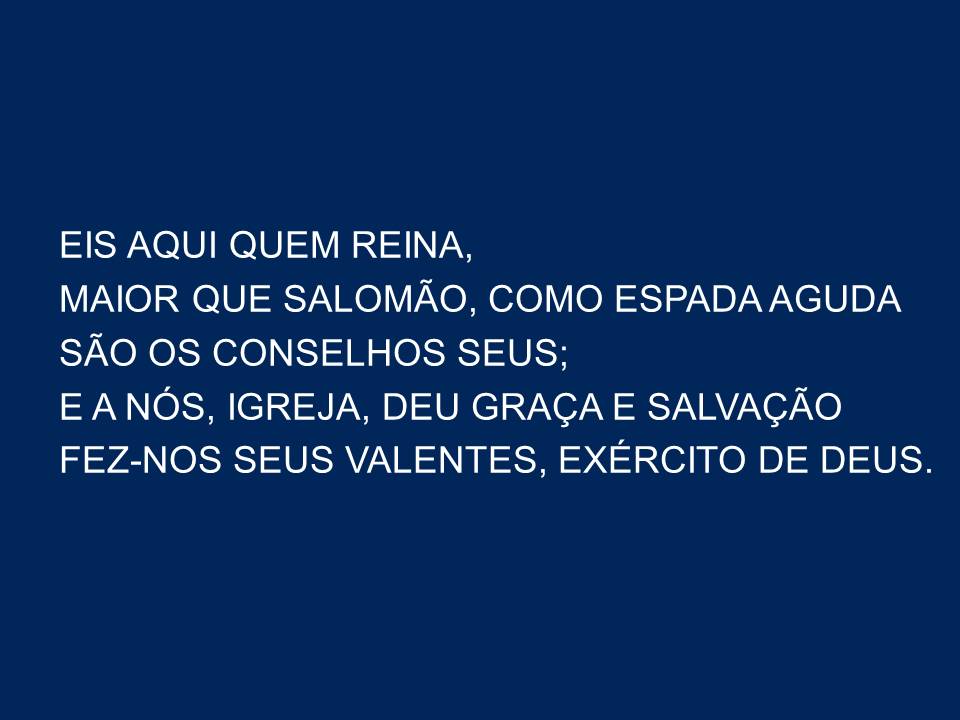 EIS AQUI QUEM REINA,
MAIOR QUE SALOMÃO, COMO ESPADA AGUDA
SÃO OS CONSELHOS SEUS;
E A NÓS, IGREJA, DEU GRAÇA E SALVAÇÃO
FEZ-NOS SEUS VALENTES, EXÉRCITO DE DEUS.